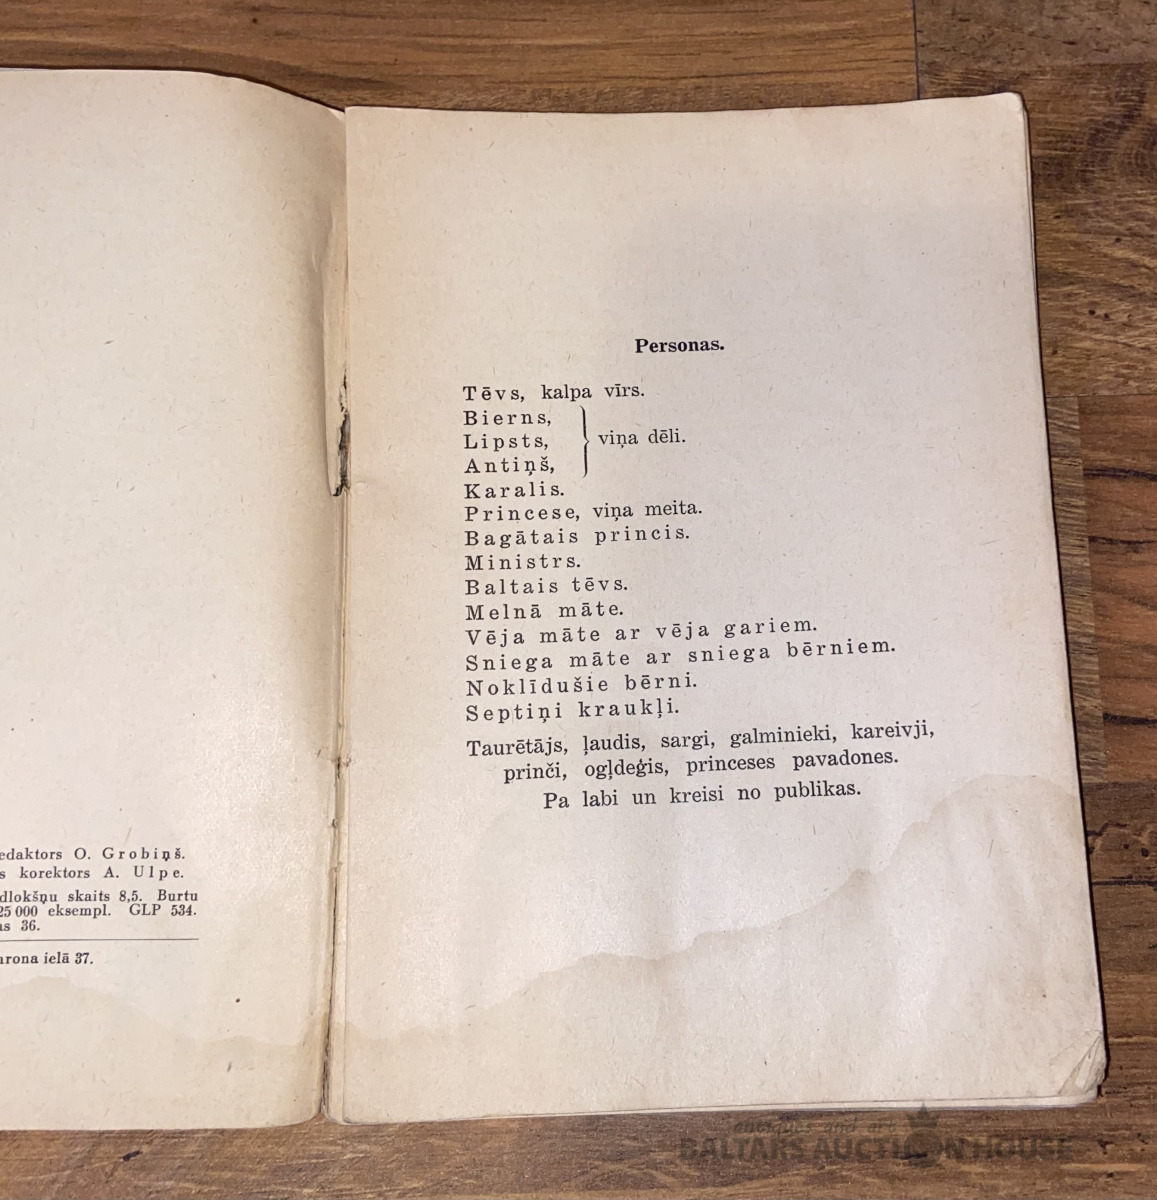 edaktors O. Grobiņš.
s korektors A. Ulpe.
dlokšņu skaits 8,5. Burtu
25 000 eksempl. GLP 534.
as 36.
arona ielā 37.
Personas.
Tēvs, kalpa vīrs.
Bierns,
Lipsts, } viņa dēli.
Antiņš,
Karalis.
Princese, viņa meita.
Bagātais princis.
Ministrs.
Baltais tēvs.
Melnā māte.
Vēja māte ar vēja gariem.
Sniega māte ar sniega bērniem.
Noklīdušie bērni.
Septiņi kraukļi.
Taurētājs, ļaudis, sargi, galminieki, kareivji,
prinči, ogļdeģis, princeses pavadones.
Pa labi un kreisi no publikas.
antiques and art
BALTARS AUCTION HOUSE